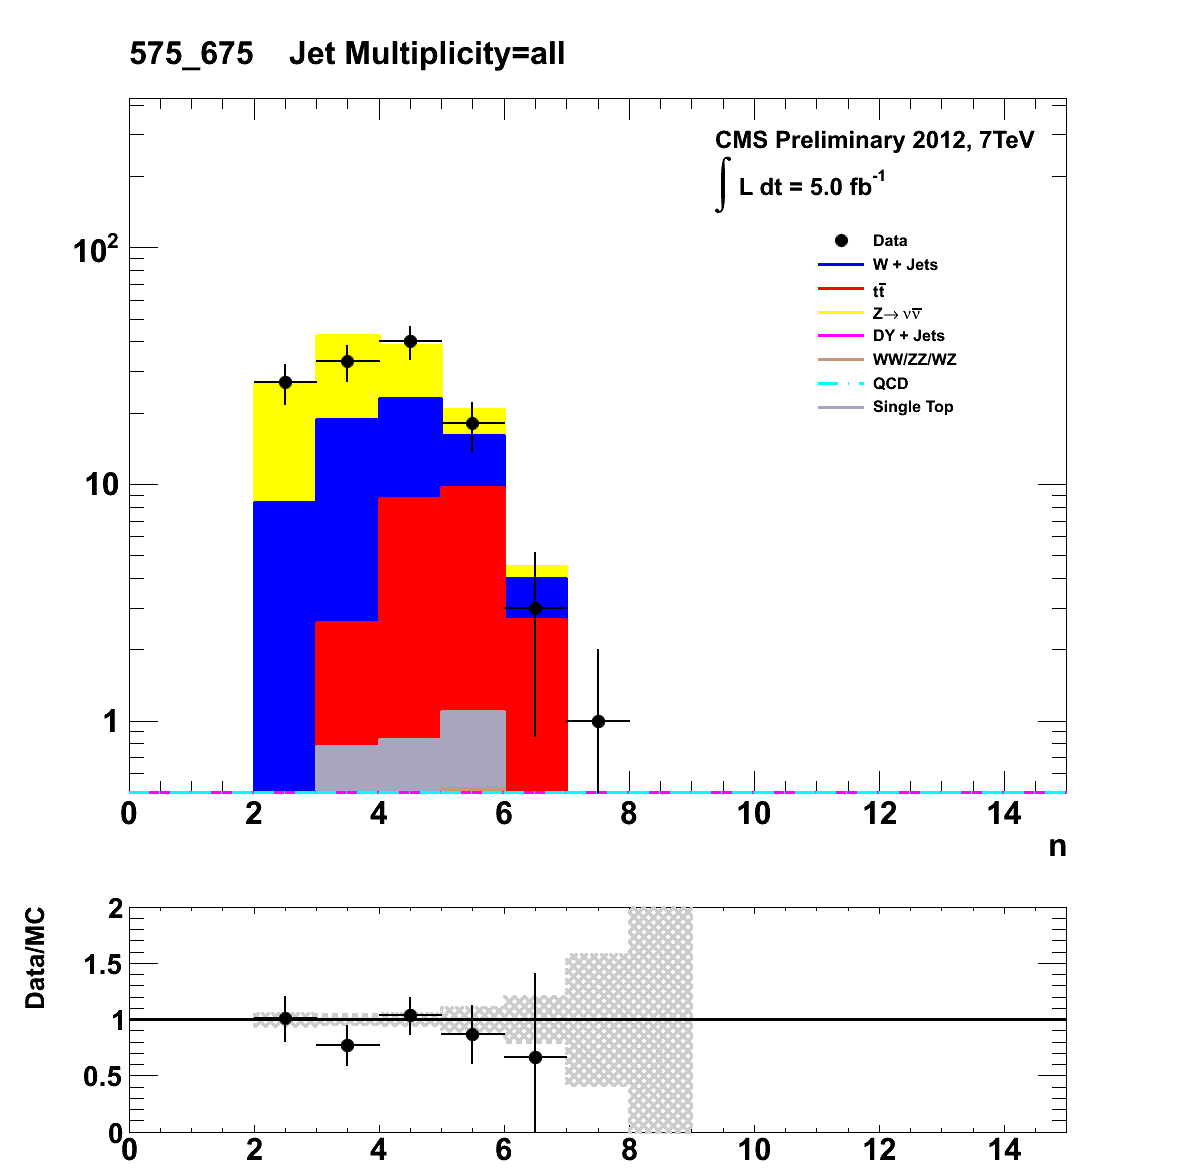 575_675    Jet Multiplicity=all
CMS Preliminary 2012, 7TeV
∫ L dt = 5.0 fb⁻¹
Data
W + Jets
tt̅
Z→ νν̅
DY + Jets
WW/ZZ/WZ
QCD
Single Top
10²
10
1
0 2 4 6 8 10 12 14
n
Data/MC
2
1.5
1
0.5
0
0 2 4 6 8 10 12 14